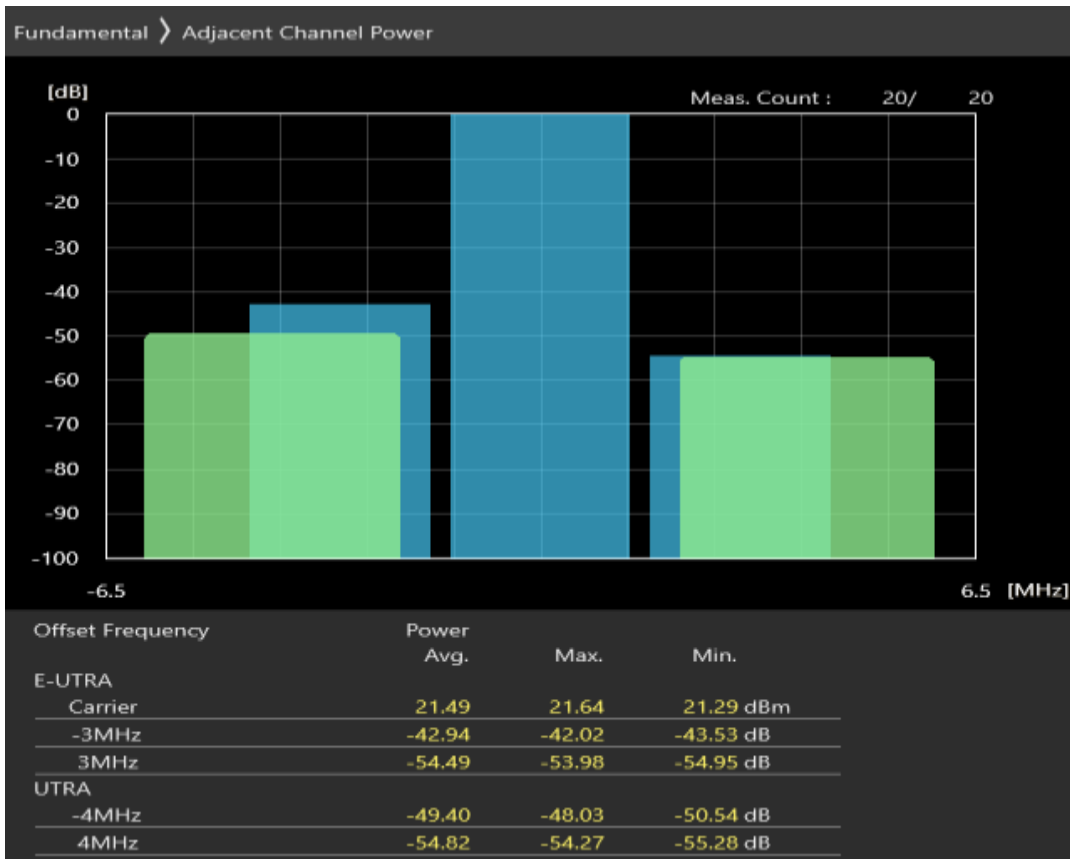 Fundamental 〉 Adjacent Channel Power
[dB]
Meas. Count : 20/ 20
0
-10
-20
-30
-40
-50
-60
-70
-80
-90
-100
-6.5 6.5 [MHz]
Offset Frequency Power
Avg. Max. Min.
E-UTRA
Carrier 21.49 21.64 21.29 dBm
-3MHz -42.94 -42.02 -43.53 dB
3MHz -54.49 -53.98 -54.95 dB
UTRA
-4MHz -49.40 -48.03 -50.54 dB
4MHz -54.82 -54.27 -55.28 dB